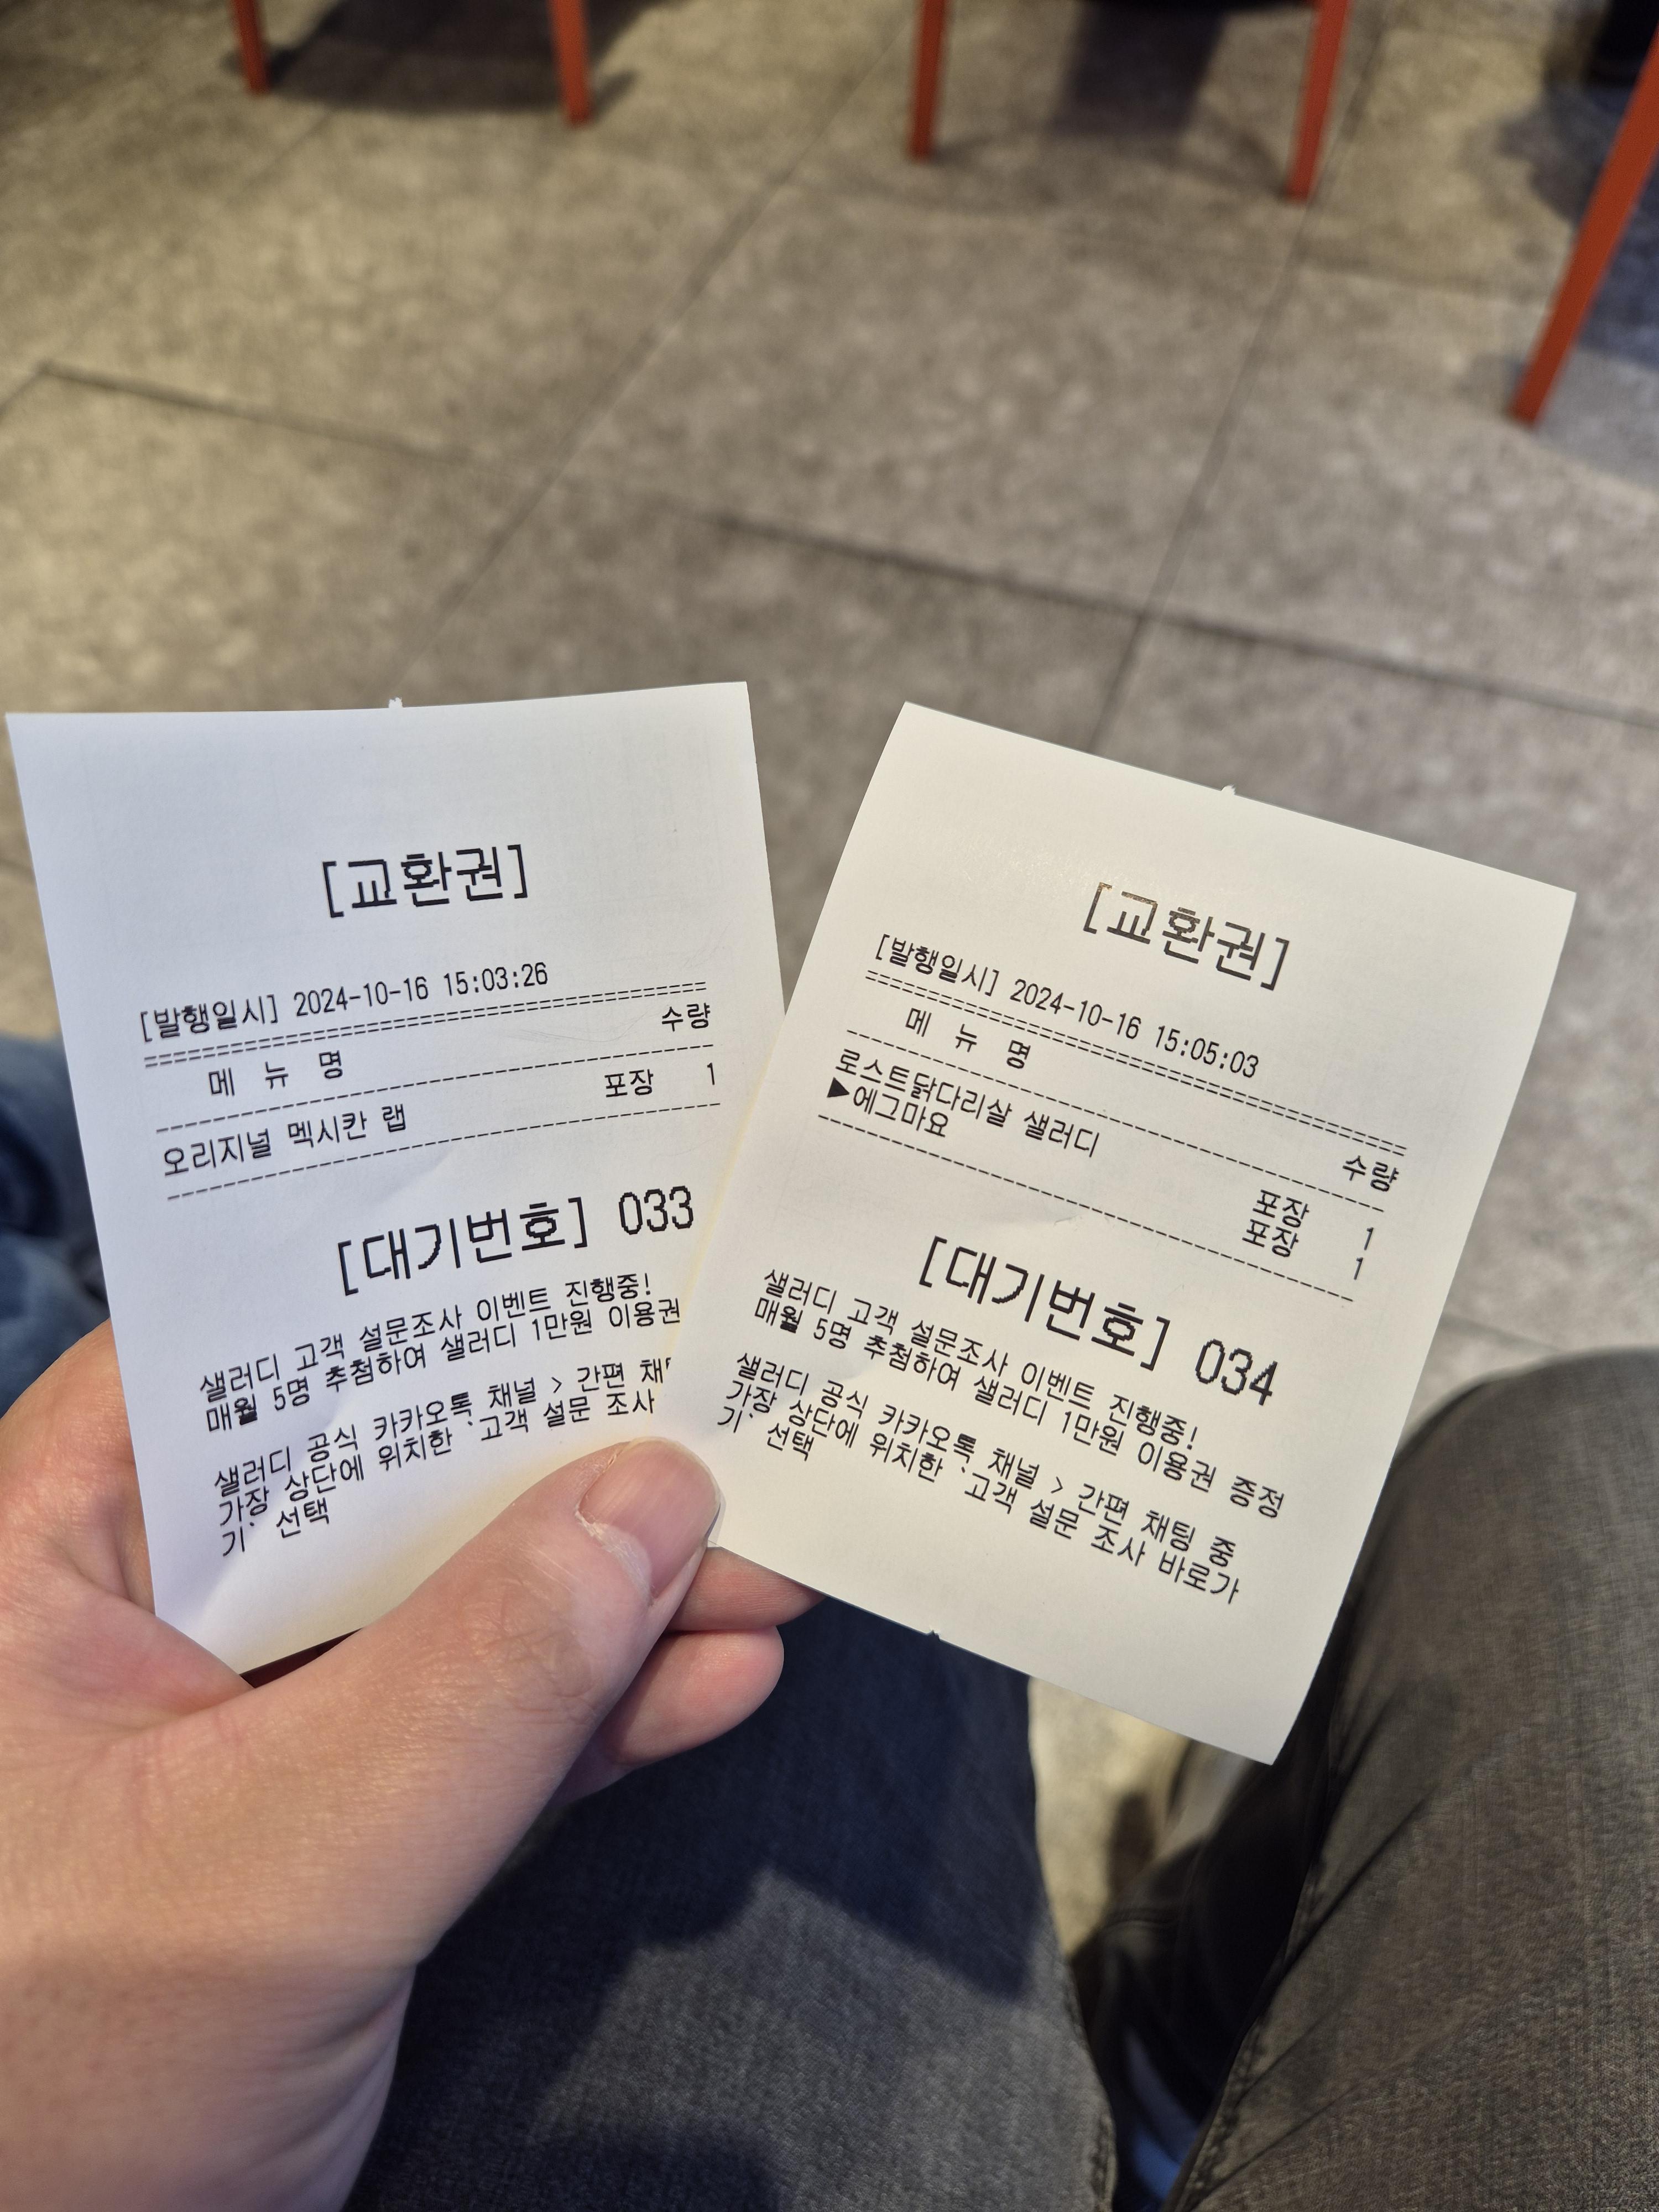 [교환권]
[발행일시] 2024-10-16 15:03:26
메 뉴 명 수량
오리지널 멕시칸 랩 포장 1
[대기번호] 033
샐러디 고객 설문조사 이벤트 진행중!
매월 5명 추첨하여 샐러디 1만원 이용권
샐러디 공식 카카오톡 채널 > 간편
가장 상단에 위치한 `고객 설문 조사
기` 선택
[교환권]
[발행일시] 2024-10-16 15:05:03
메 뉴 명 수량
로스트닭다리살 샐러디 포장 1
▶에그마요 포장 1
[대기번호] 034
샐러디 고객 설문조사 이벤트 진행중!
매월 5명 추첨하여 샐러디 1만원 이용권 증정
샐러디 공식 카카오톡 채널 > 간편 채팅 중
가장 상단에 위치한 `고객 설문 조사 바로가
기` 선택